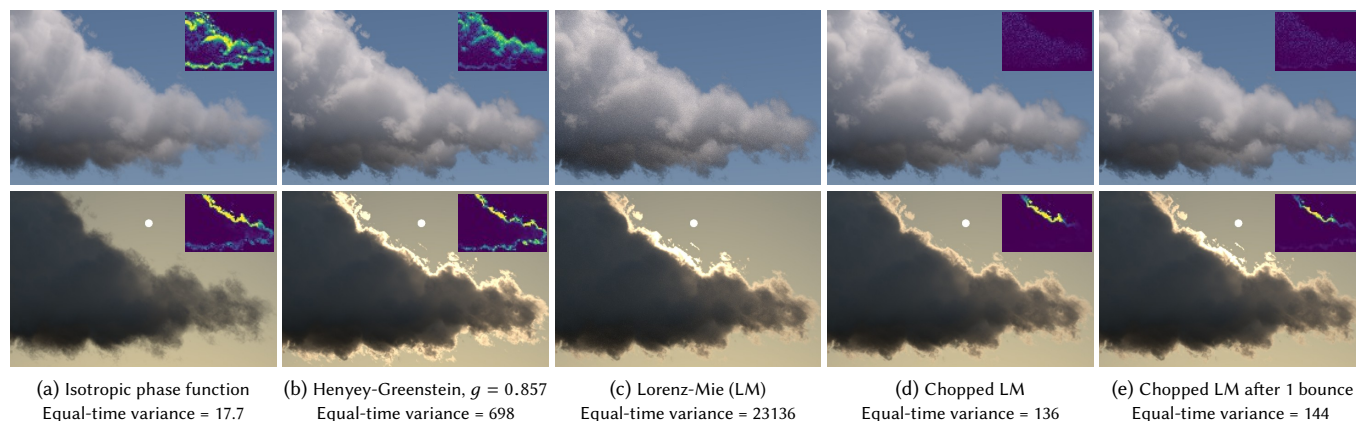 (a) Isotropic phase function
Equal-time variance = 17.7
(b) Henyey-Greenstein, g = 0.857
Equal-time variance = 698
(c) Lorenz-Mie (LM)
Equal-time variance = 23136
(d) Chopped LM
Equal-time variance = 136
(e) Chopped LM after 1 bounce
Equal-time variance = 144